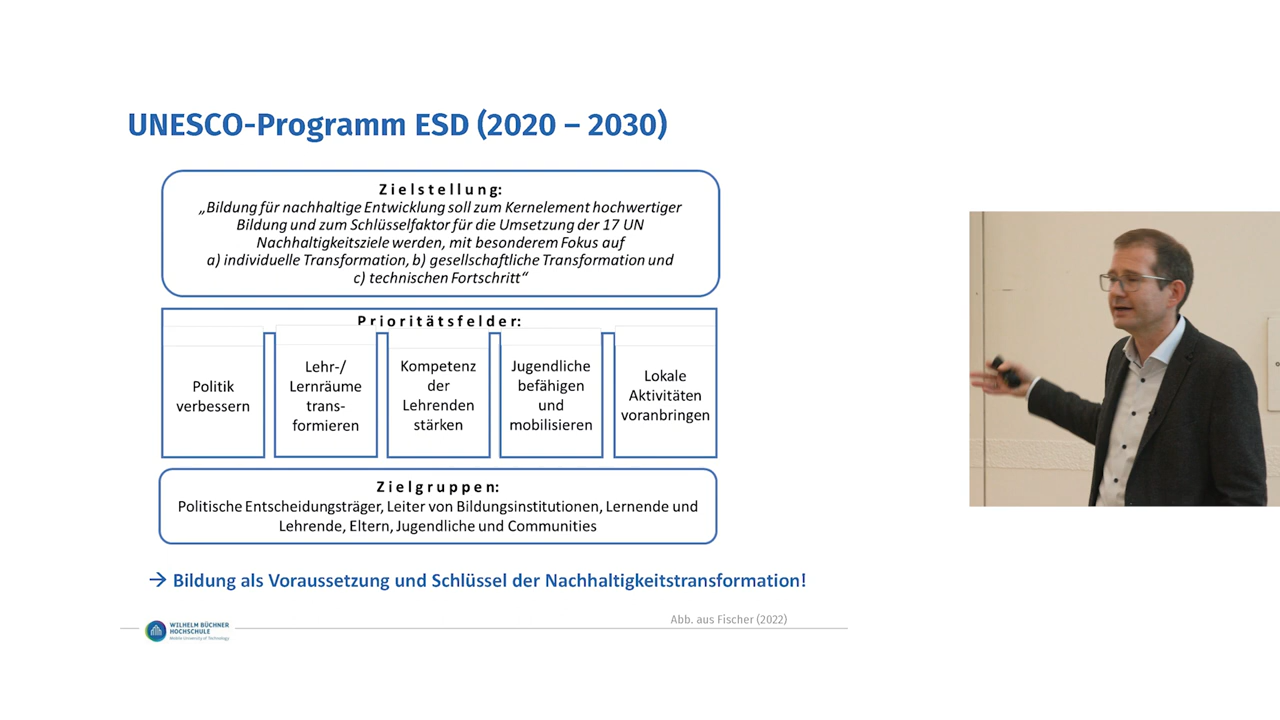 UNESCO-Programm ESD (2020 – 2030)
Zielstellung:
„Bildung für nachhaltige Entwicklung soll zum Kernelement hochwertiger
Bildung und zum Schlüsselfaktor für die Umsetzung der 17 UN
Nachhaltigkeitsziele werden, mit besonderem Fokus auf
a) individuelle Transformation, b) gesellschaftliche Transformation und
c) technischen Fortschritt“
Prioritätsfelder:
Politik
verbessern
Lehr-/
Lernräume
trans-
formieren
Kompetenz
der
Lehrenden
stärken
Jugendliche
befähigen
und
mobilisieren
Lokale
Aktivitäten
voranbringen
Zielgruppen:
Politische Entscheidungsträger, Leiter von Bildungsinstitutionen, Lernende und
Lehrende, Eltern, Jugendliche und Communities
→ Bildung als Voraussetzung und Schlüssel der Nachhaltigkeitstransformation!
Abb. aus Fischer (2022)
WILHELM BÜCHNER
HOCHSCHULE
Mobile University of Technology